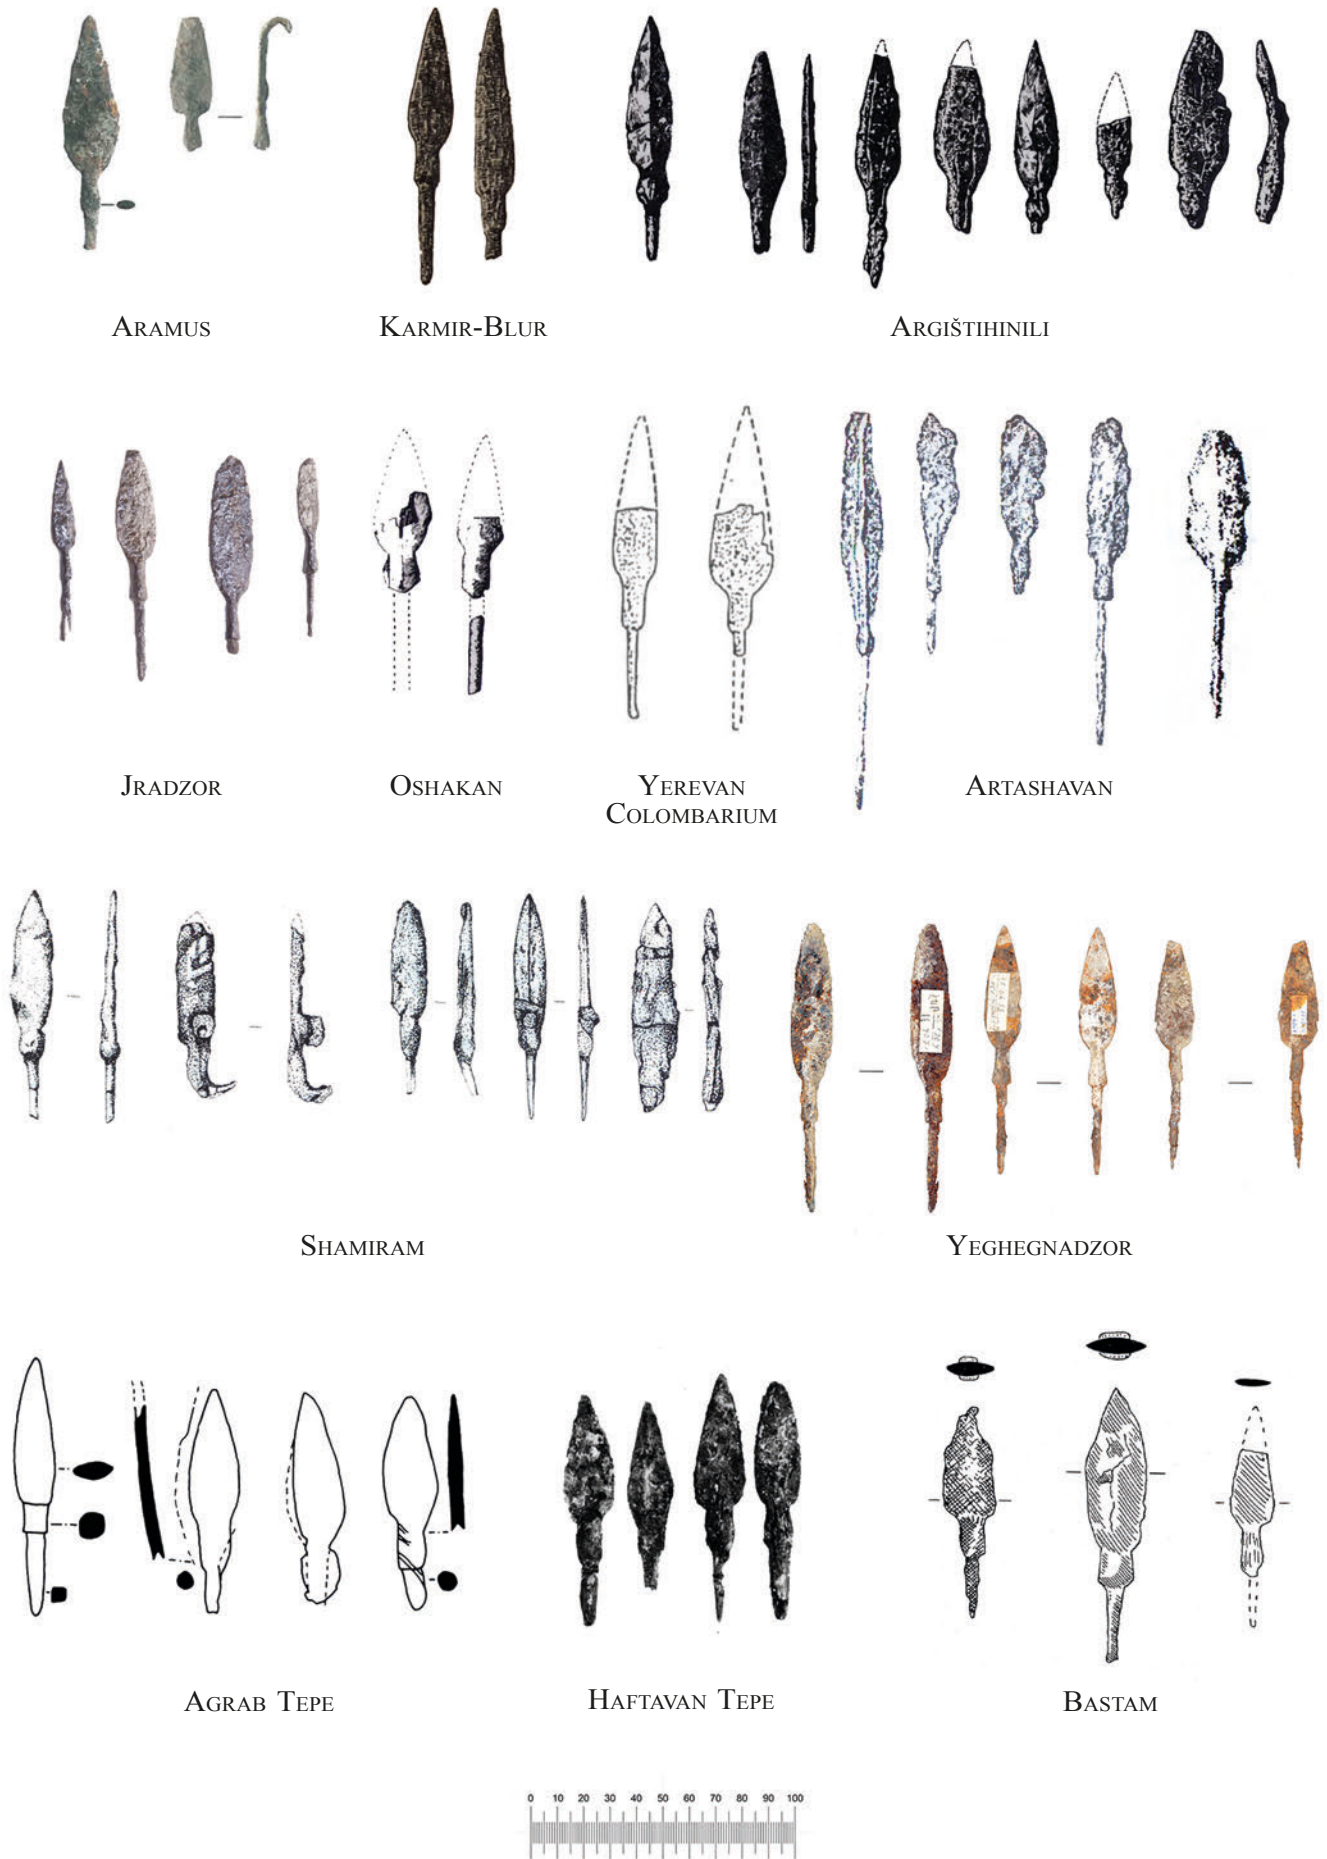 ARAMUS
KARMIR-BLUR
ARGIŠTIHINILI
JRADZOR
OSHAKAN
YEREVAN
COLOMBARIUM
ARTASHAVAN
SHAMIRAM
YEGHEGNADZOR
AGRAB TEPE
HAFTAVAN TEPE
BASTAM
0 10 20 30 40 50 60 70 80 90 100